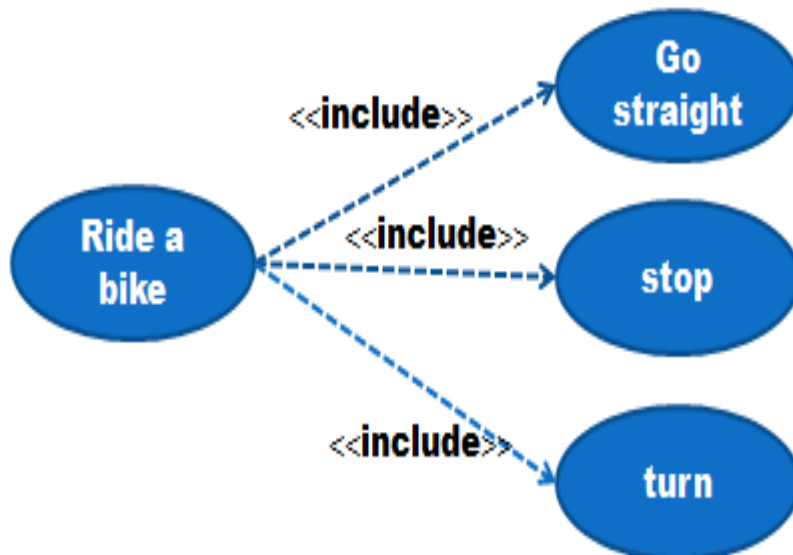 Go
straight
<<include>>
<<include>>
Ride a
bike
stop
<<include>>
turn